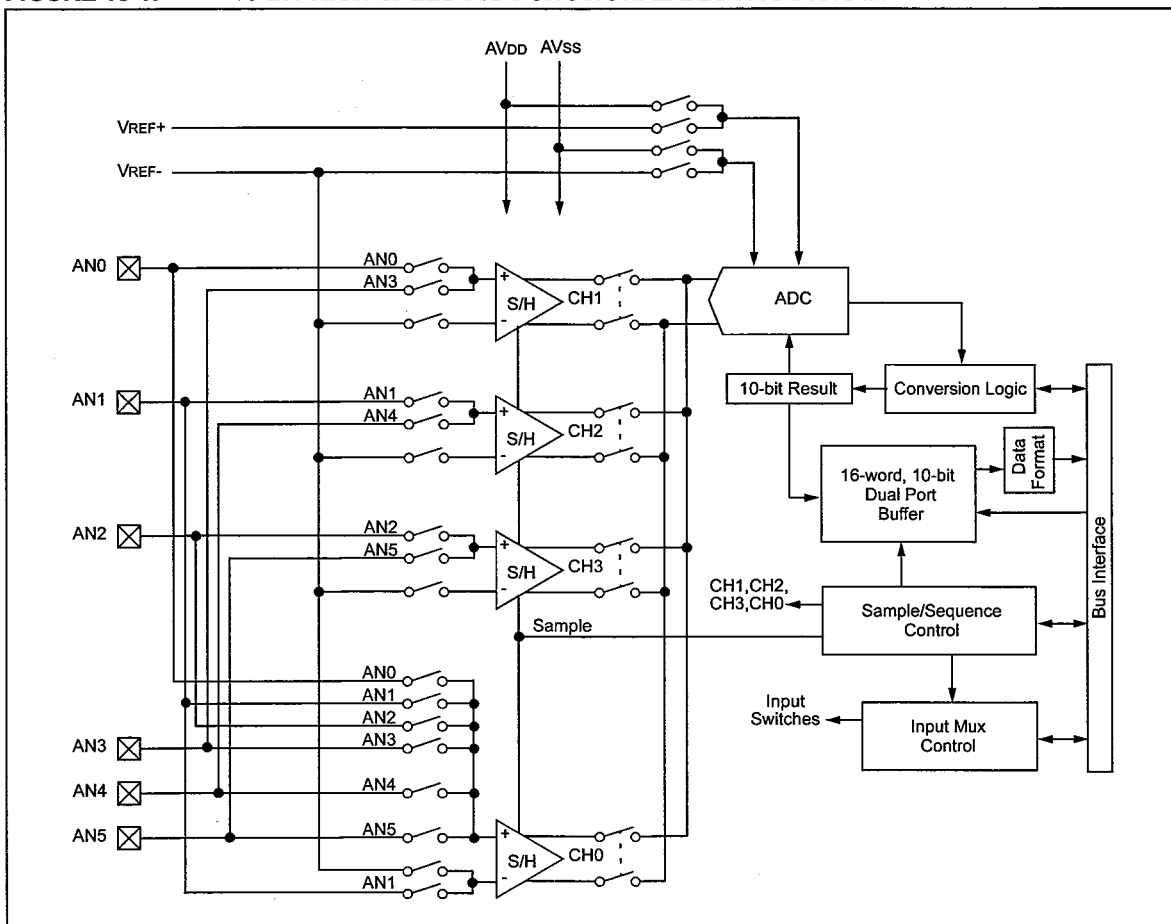 AVDD AVSS
VREF+
VREF-
AN0
AN0
AN3
+
S/H
-
CH1
ADC
10-bit Result
Conversion Logic
AN1
AN1
AN4
+
S/H
-
CH2
16-word, 10-bit
Dual Port
Buffer
Data
Format
AN2
AN2
AN5
+
S/H
-
CH3
CH1,CH2,
CH3,CH0
Sample/Sequence
Control
Bus Interface
Sample
AN0
AN1
AN2
AN3
AN3
Input
Switches
Input Mux
Control
AN4
AN4
AN5
AN5
+
S/H
-
CH0
AN1